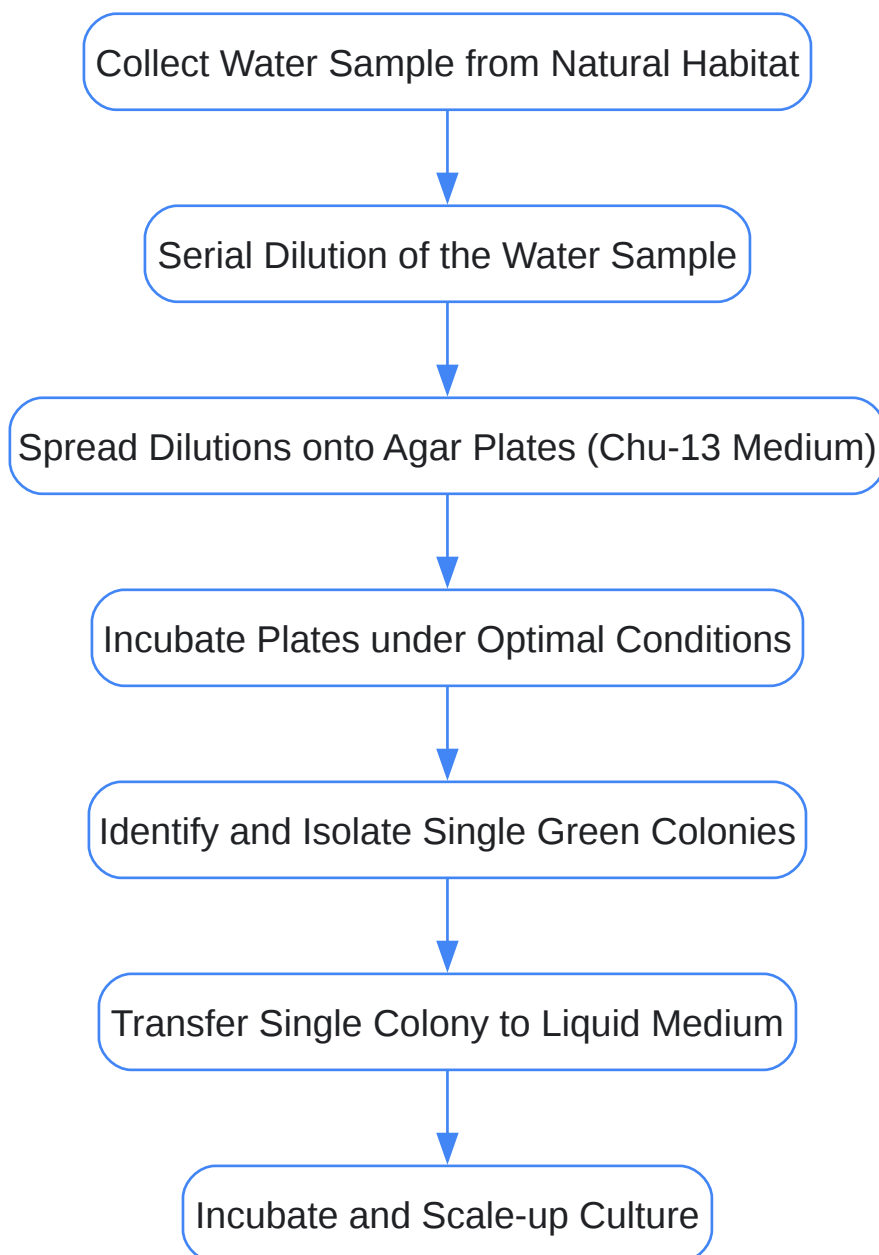 Collect Water Sample from Natural Habitat
Serial Dilution of the Water Sample
Spread Dilutions onto Agar Plates (Chu-13 Medium)
Incubate Plates under Optimal Conditions
Identify and Isolate Single Green Colonies
Transfer Single Colony to Liquid Medium
Incubate and Scale-up Culture